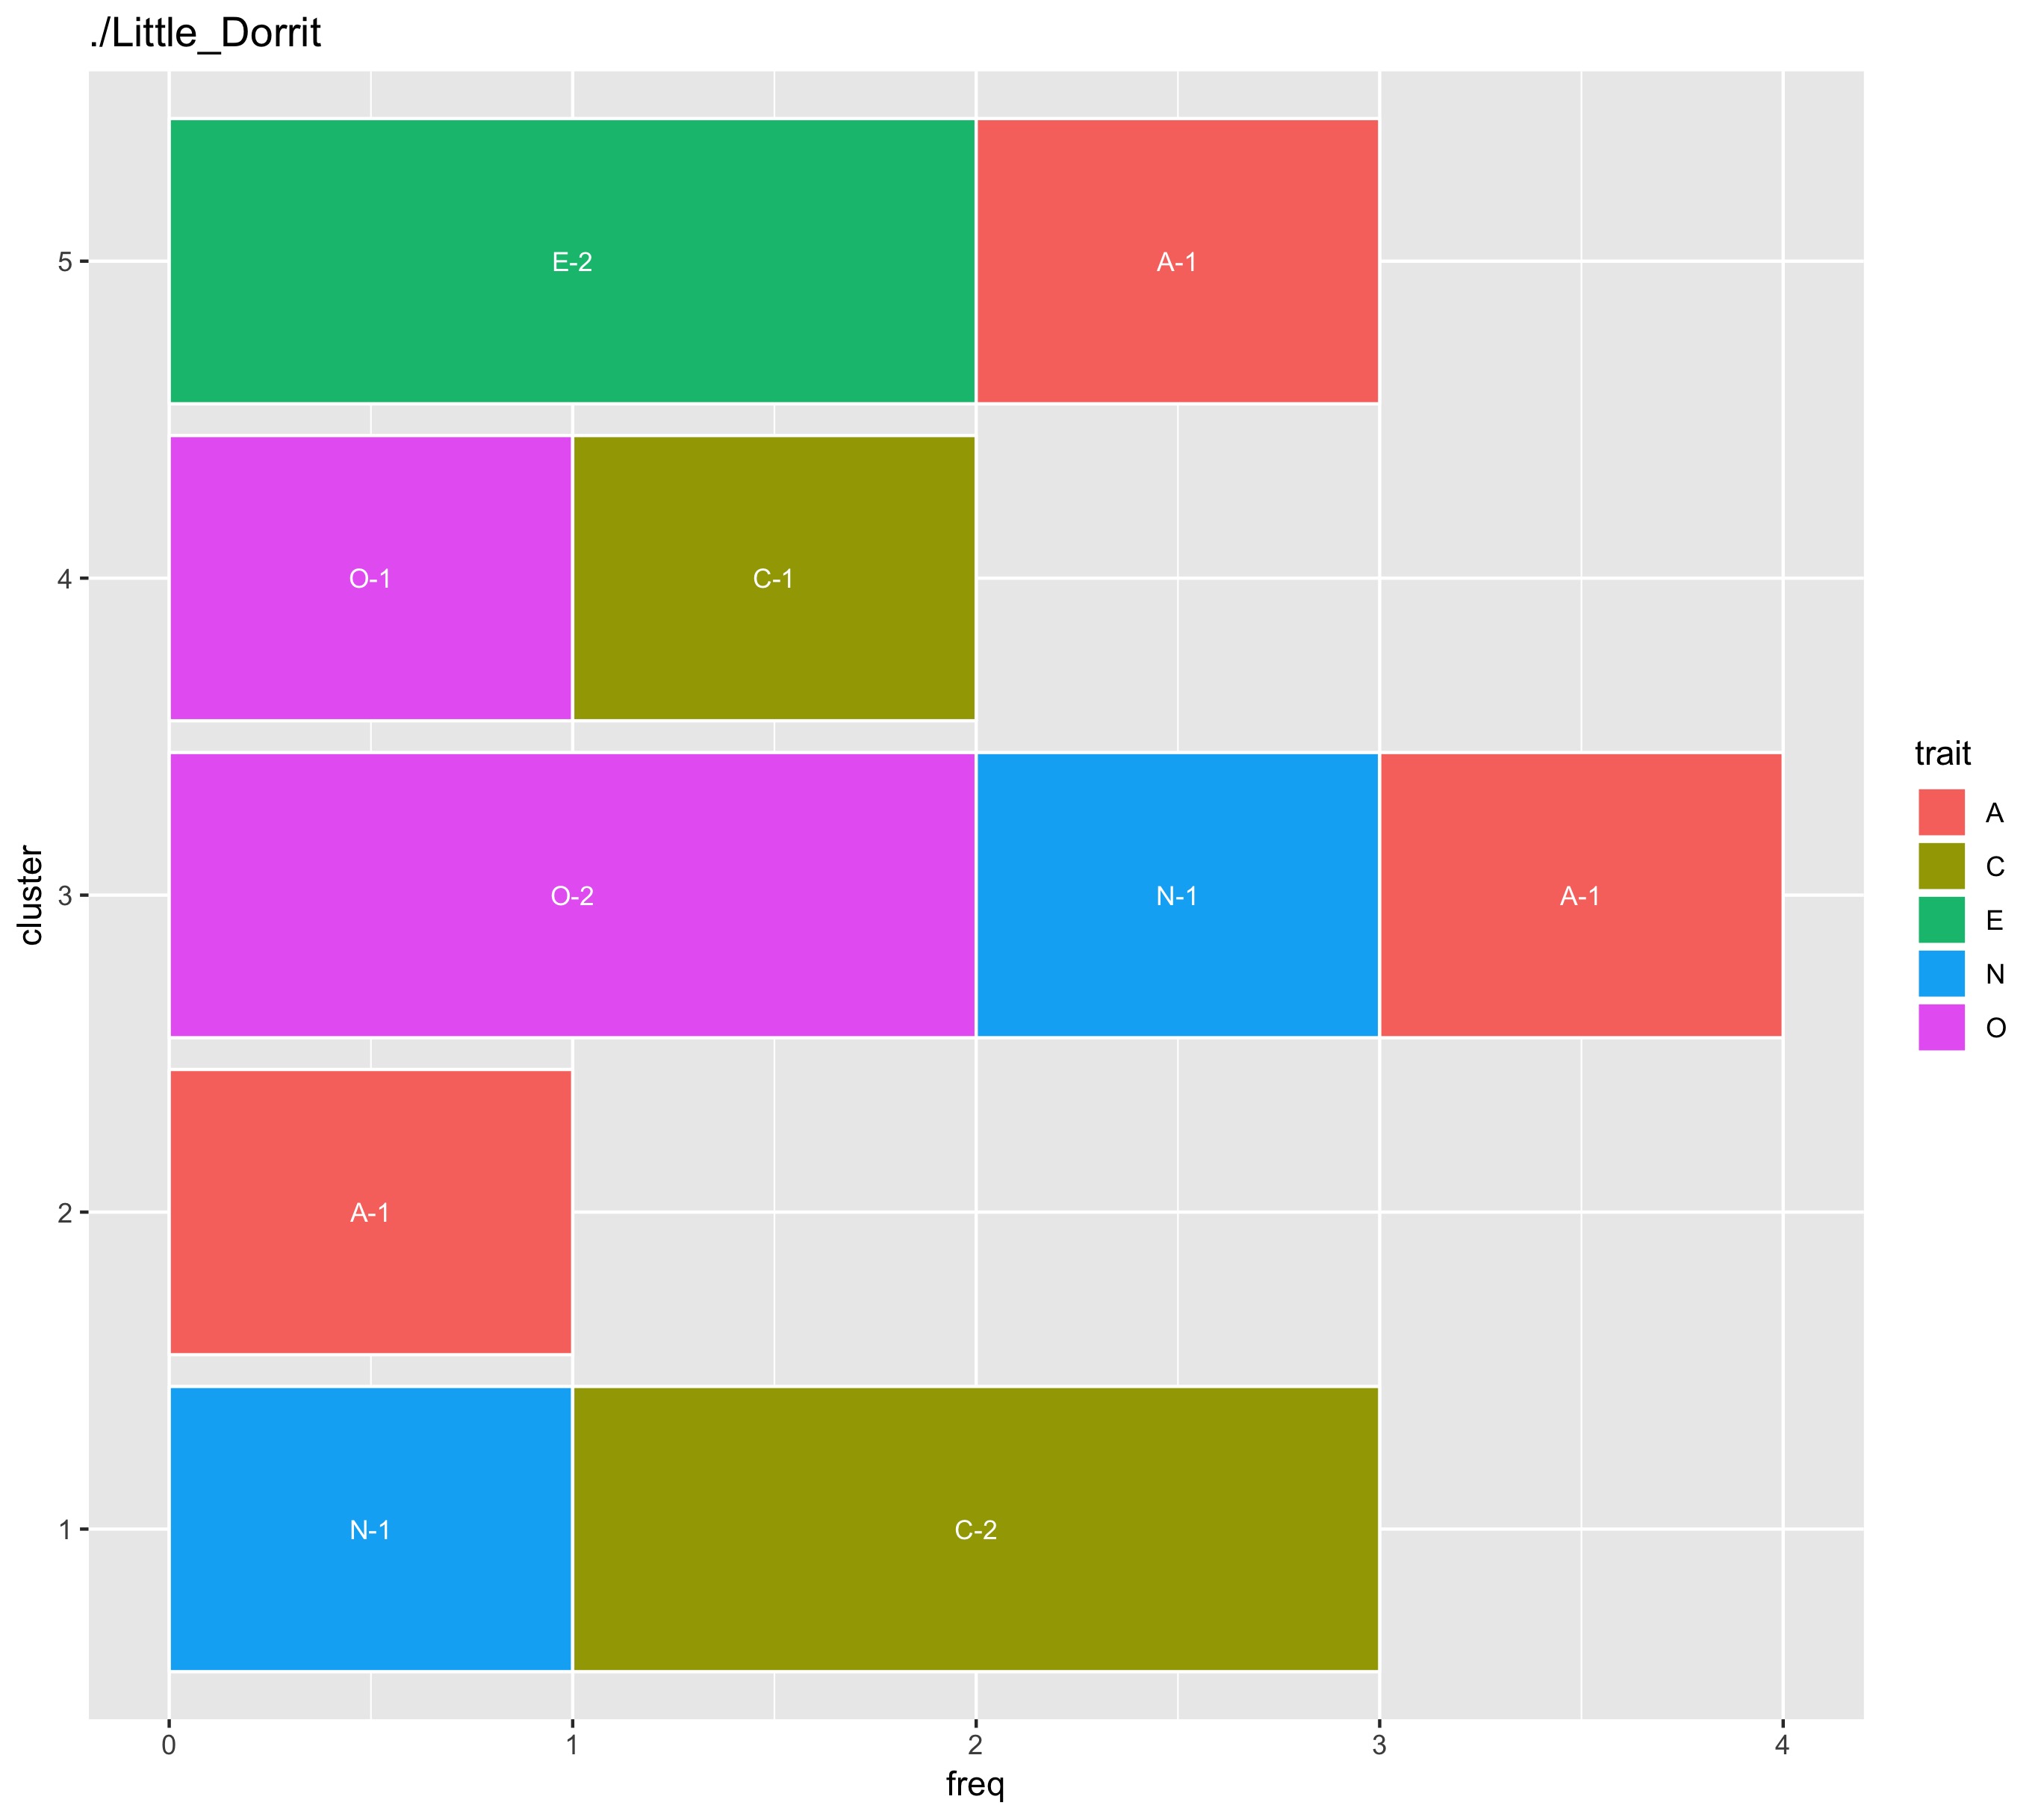 ./Little_Dorrit
cluster
5
E-2 A-1
4
O-1 C-1
3
O-2 N-1 A-1
2
A-1
1
N-1 C-2
0 1 2 3 4
freq
trait
A
C
E
N
O